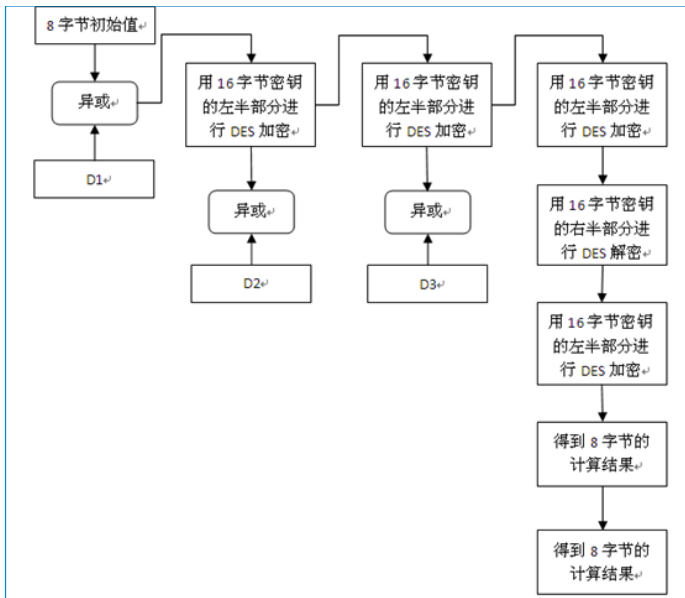 8 字节初始值
异或
D1
用 16 字节密钥
的左半部分进
行 DES 加密
异或
D2
用 16 字节密钥
的左半部分进
行 DES 加密
异或
D3
用 16 字节密钥
的左半部分进
行 DES 加密
用 16 字节密钥
的右半部分进
行 DES 解密
用 16 字节密钥
的左半部分进
行 DES 加密
得到 8 字节的
计算结果
得到 8 字节的
计算结果